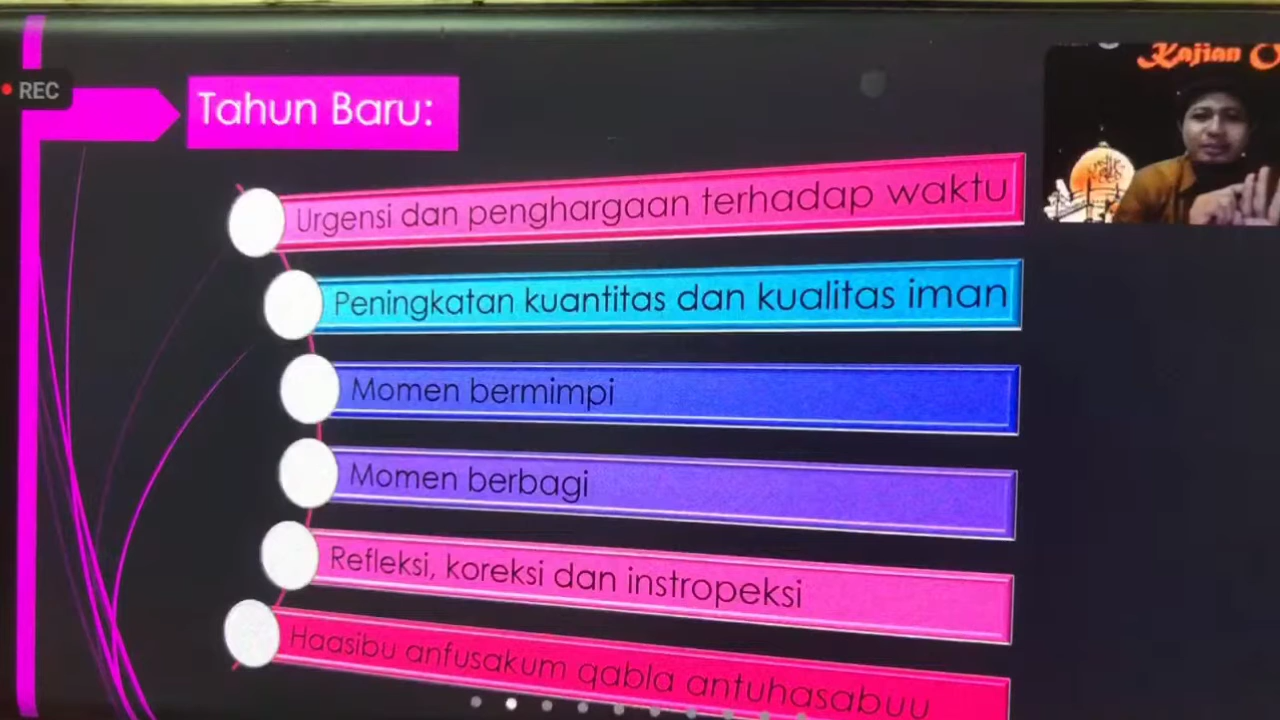 REC
Tahun Baru:
Kajian
Urgensi dan penghargaan terhadap waktu
Peningkatan kuantitas dan kualitas iman
Momen bermimpi
Momen berbagi
Refleksi, koreksi dan instropeksi
Haasibu anfusakum qabla antuhasabuu